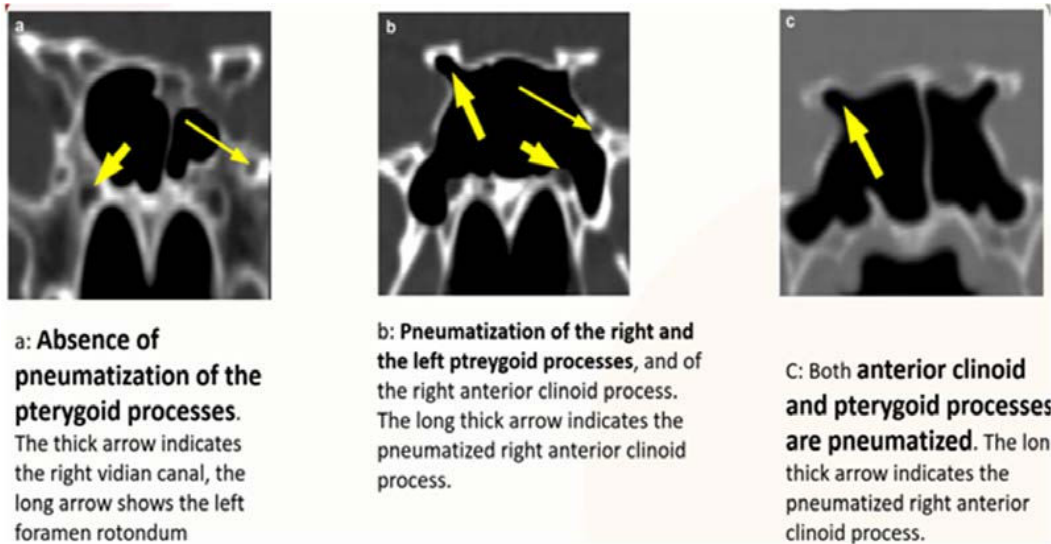 a
b
c
a: Absence of
pneumatization of the
pterygoid processes.
The thick arrow indicates
the right vidian canal, the
long arrow shows the left
foramen rotondum
b: Pneumatization of the right and
the left ptreygoid processes, and of
the right anterior clinoid process.
The long thick arrow indicates the
pneumatized right anterior clinoid
process.
C: Both anterior clinoid
and pterygoid processes
are pneumatized. The lon
thick arrow indicates the
pneumatized right anterior
clinoid process.